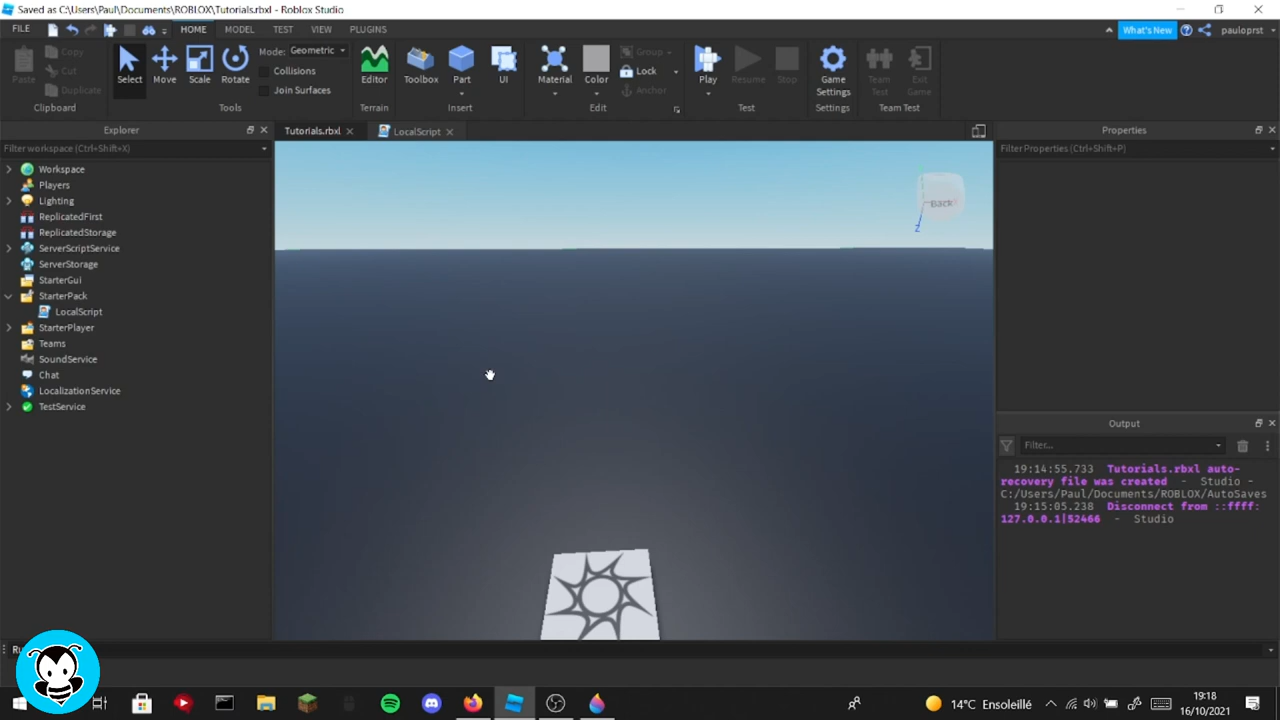 Saved as C:\Users\Paul\Documents\ROBLOX\Tutorials.rbxl - Roblox Studio
FILE HOME MODEL TEST VIEW PLUGINS What's New pauloprst
Paste Copy Cut Duplicate
Clipboard
Select Move Scale Rotate
Mode: Geometric
Collisions
Join Surfaces
Tools
Editor
Terrain
Toolbox Part UI
Insert
Material Color Group Lock Anchor
Edit
Play Resume Stop
Test
Game Settings
Settings
Team Test Exit Game
Team Test
Explorer
Filter workspace (Ctrl+Shift+X)
Workspace
Players
Lighting
ReplicatedFirst
ReplicatedStorage
ServerScriptService
ServerStorage
StarterGui
StarterPack
LocalScript
StarterPlayer
Teams
SoundService
Chat
LocalizationService
TestService
Tutorials.rbxl LocalScript
Back
Z
Properties
Filter Properties (Ctrl+Shift+P)
Output
Filter...
19:14:55.733 Tutorials.rbxl auto-
recovery file was created - Studio -
C:/Users/Paul/Documents/ROBLOX/AutoSaves
19:15:05.238 Disconnect from ::ffff:
127.0.0.1|52466 - Studio
14°C Ensoleillé
19:18
16/10/2021